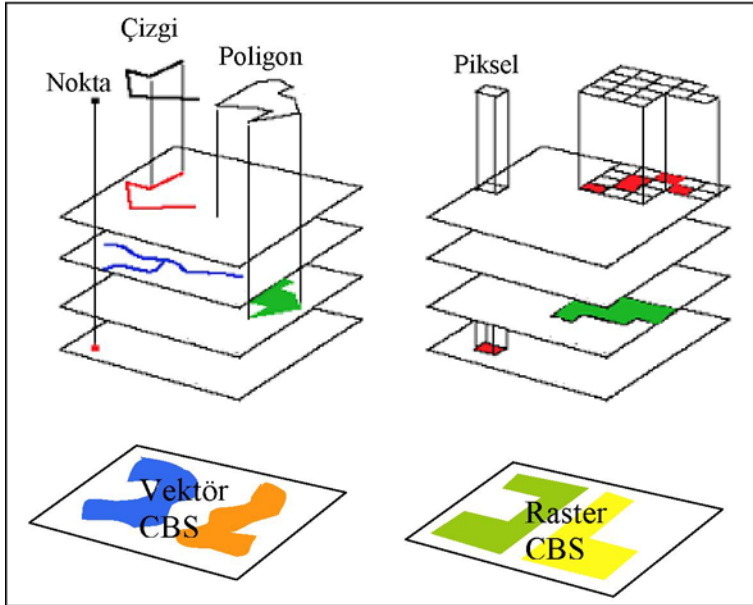 Çizgi
Nokta
Poligon
Piksel
Vektör
CBS
Raster
CBS